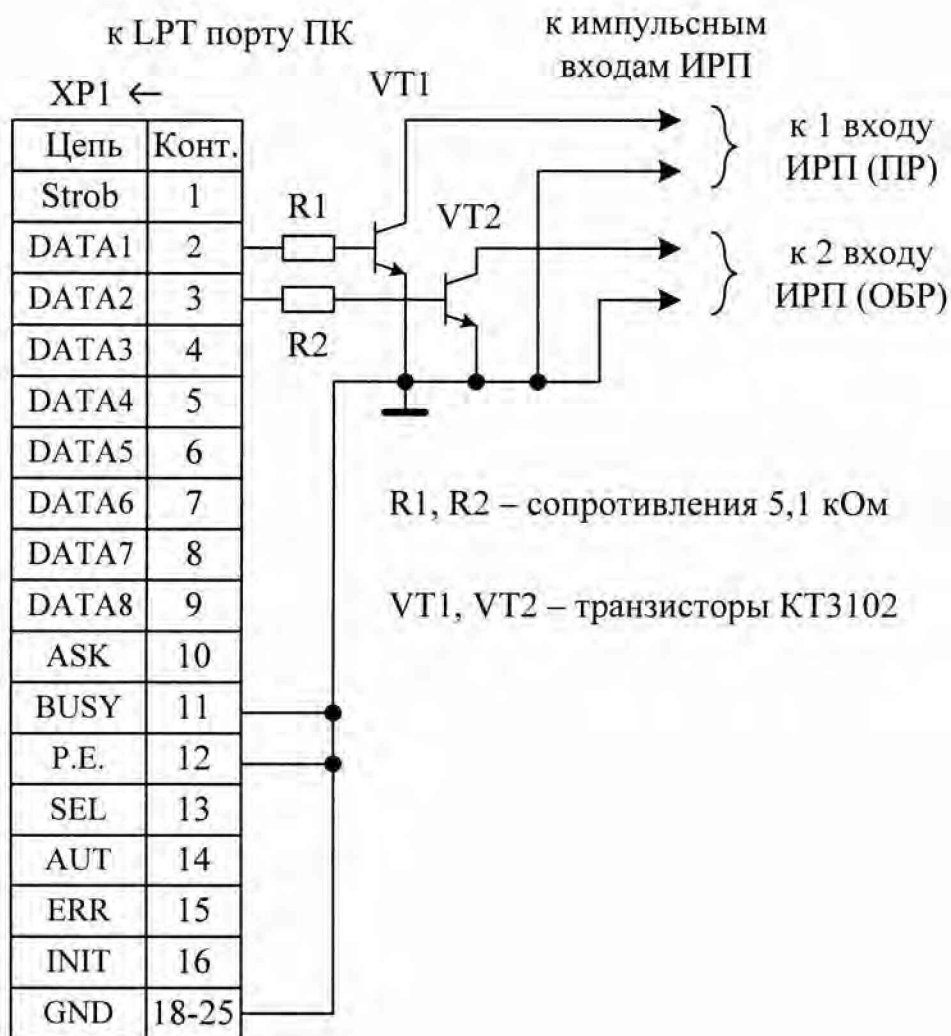 к LPT порту ПК
к импульсным
входам ИРП
XP1 ←
VT1
Цепь Конт.
к 1 входу
ИРП (ПР)
Strob 1
R1
VT2
DATA1 2
к 2 входу
ИРП (ОБР)
DATA2 3
R2
DATA3 4
DATA4 5
DATA5 6
DATA6 7
R1, R2 – сопротивления 5,1 кОм
DATA7 8
DATA8 9
VT1, VT2 – транзисторы КТ3102
ASK 10
BUSY 11
P.E. 12
SEL 13
AUT 14
ERR 15
INIT 16
GND 18-25